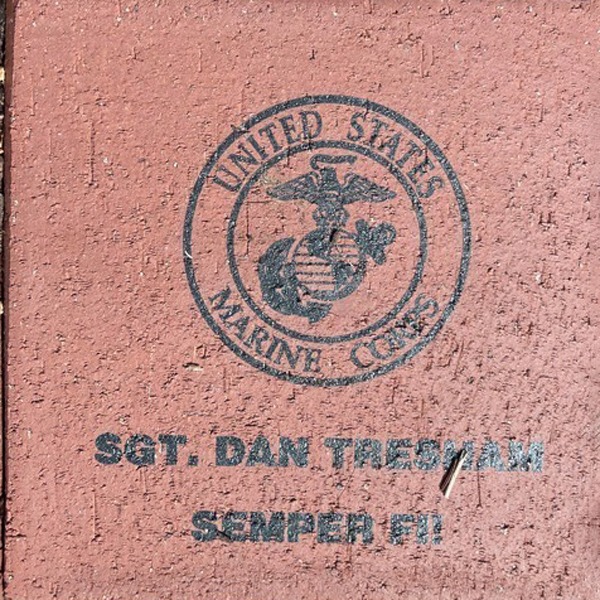 UNITED STATES
MARINE CORPS
SGT. DAN TRESHAM
SEMPER FI!